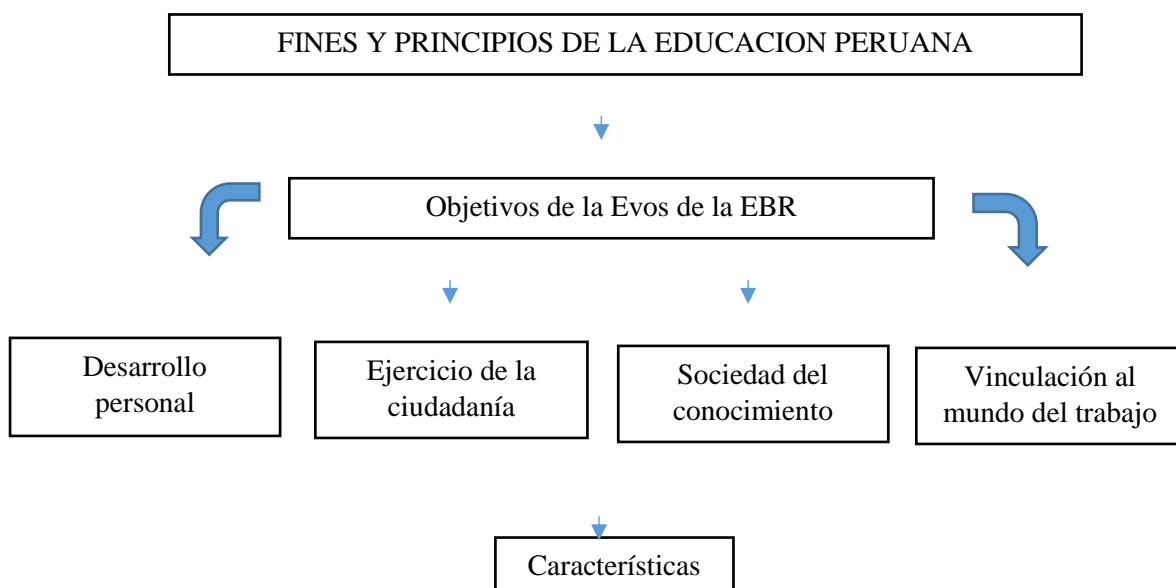 FINES Y PRINCIPIOS DE LA EDUCACION PERUANA
Objetivos de la Evos de la EBR
Desarrollo
personal
Ejercicio de la
ciudadanía
Sociedad del
conocimiento
Vinculación al
mundo del trabajo
Características